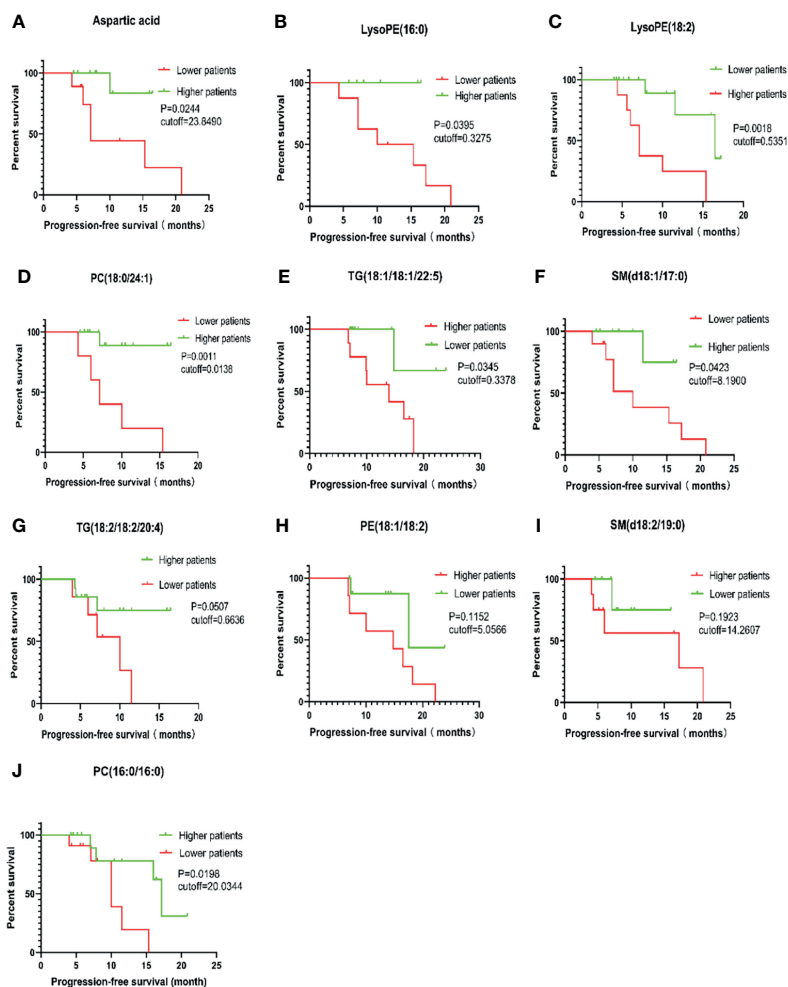 A
Aspartic acid
Percent survival
100
50
0
0 5 10 15 20 25
Progression-free survival（ months）
Lower patients
Higher patients
P=0.0244
cutoff=23.8490
B
LysoPE(16:0)
Percent survival
100
50
0
0 5 10 15 20 25
Progression-free survival（ months）
Lower patients
Higher patients
P=0.0395
cutoff=0.3275
C
LysoPE(18:2)
Percent survival
100
50
0
0 5 10 15 20
Progression-free survival（ months）
Lower patients
Higher patients
P=0.0018
cutoff=0.5351
D
PC(18:0/24:1)
Percent survival
100
50
0
0 5 10 15 20
Progression-free survival（ months）
Lower patients
Higher patients
P=0.0011
cutoff=0.0138
E
TG(18:1/18:1/22:5)
Percent survival
100
50
0
0 10 20 30
Progression-free survival（ months）
Higher patients
Lower patients
P=0.0345
cutoff=0.3378
F
SM(d18:1/17:0)
Percent survival
100
50
0
0 5 10 15 20 25
Progression-free survival（ months）
Lower patients
Higher patients
P=0.0423
cutoff=8.1900
G
TG(18:2/18:2/20:4)
Percent survival
100
50
0
0 5 10 15 20
Progression-free survival（ months）
Higher patients
Lower patients
P=0.0507
cutoff=0.6636
H
PE(18:1/18:2)
Percent survival
100
50
0
0 10 20 30
Progression-free survival（ months）
Higher patients
Lower patients
P=0.1152
cutoff=5.0566
I
SM(d18:2/19:0)
Percent survival
100
50
0
0 5 10 15 20 25
Progression-free survival（ months）
Higher patients
Lower patients
P=0.1923
cutoff=14.2607
J
PC(16:0/16:0)
Percent survival
100
50
0
0 5 10 15 20 25
Progression-free survival (month)
Higher patients
Lower patients
P=0.0198
cutoff=20.0344